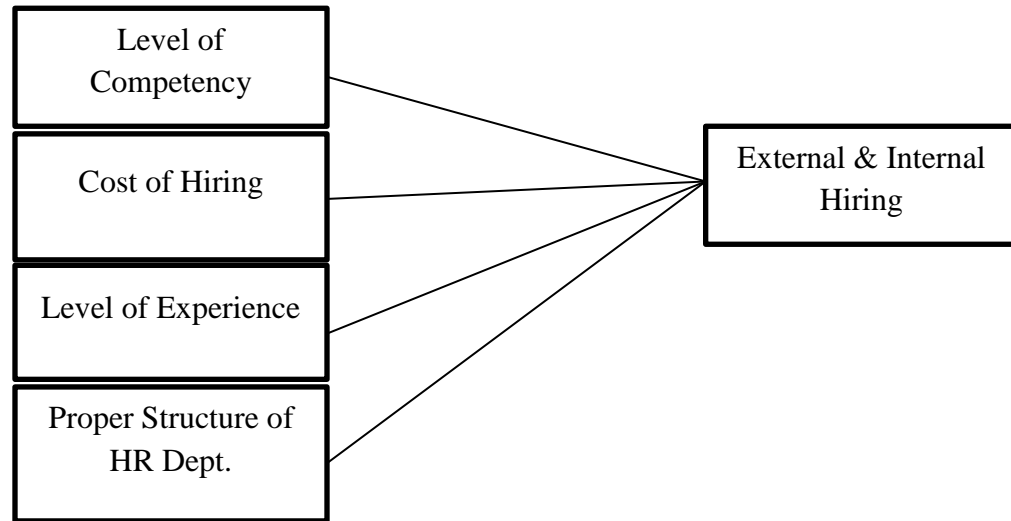 Level of
Competency
Cost of Hiring
Level of Experience
Proper Structure of
HR Dept.
External & Internal
Hiring